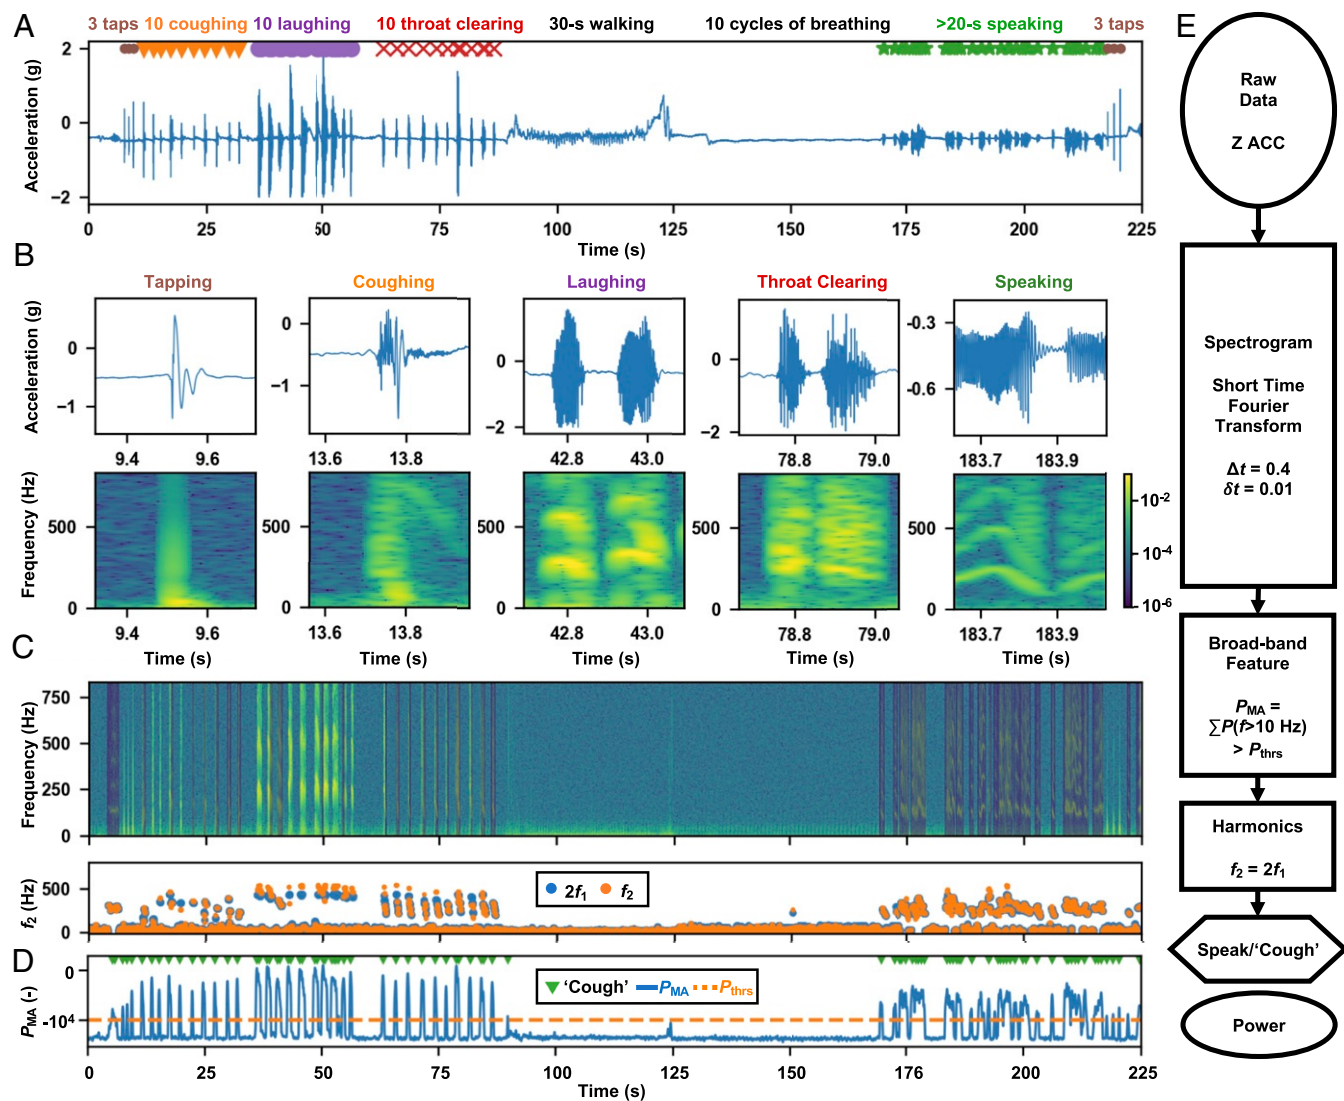 A
3 taps 10 coughing 10 laughing 10 throat clearing 30-s walking 10 cycles of breathing >20-s speaking 3 taps
Acceleration (g)
2
0
−2
0 25 50 75 100 125 150 175 200 225
Time (s)
B
Tapping Coughing Laughing Throat Clearing Speaking
Acceleration (g)
0
−1
9.4 9.6
0
−1
13.6 13.8
0
−2
42.8 43.0
0
−2
78.8 79.0
-0.3
-0.6
183.7 183.9
Frequency (Hz)
500
0
9.4 9.6
Time (s)
500
0
13.6 13.8
Time (s)
500
0
42.8 43.0
Time (s)
500
0
78.8 79.0
Time (s)
500
0
183.7 183.9
Time (s)
10-2
10-4
10-6
C
Frequency (Hz)
750
500
250
0
f2 (Hz)
500
0
2f1 f2
D
PMA (-)
0
-10⁴
'Cough' PMA Pthrs
0 25 50 75 100 125 150 176 200 225
Time (s)
E
Raw
Data
Z ACC
Spectrogram
Short Time
Fourier
Transform
Δt = 0.4
δt = 0.01
Broad-band
Feature
PMA =
∑P(f>10 Hz)
> Pthrs
Harmonics
f2 = 2f1
Speak/'Cough'
Power